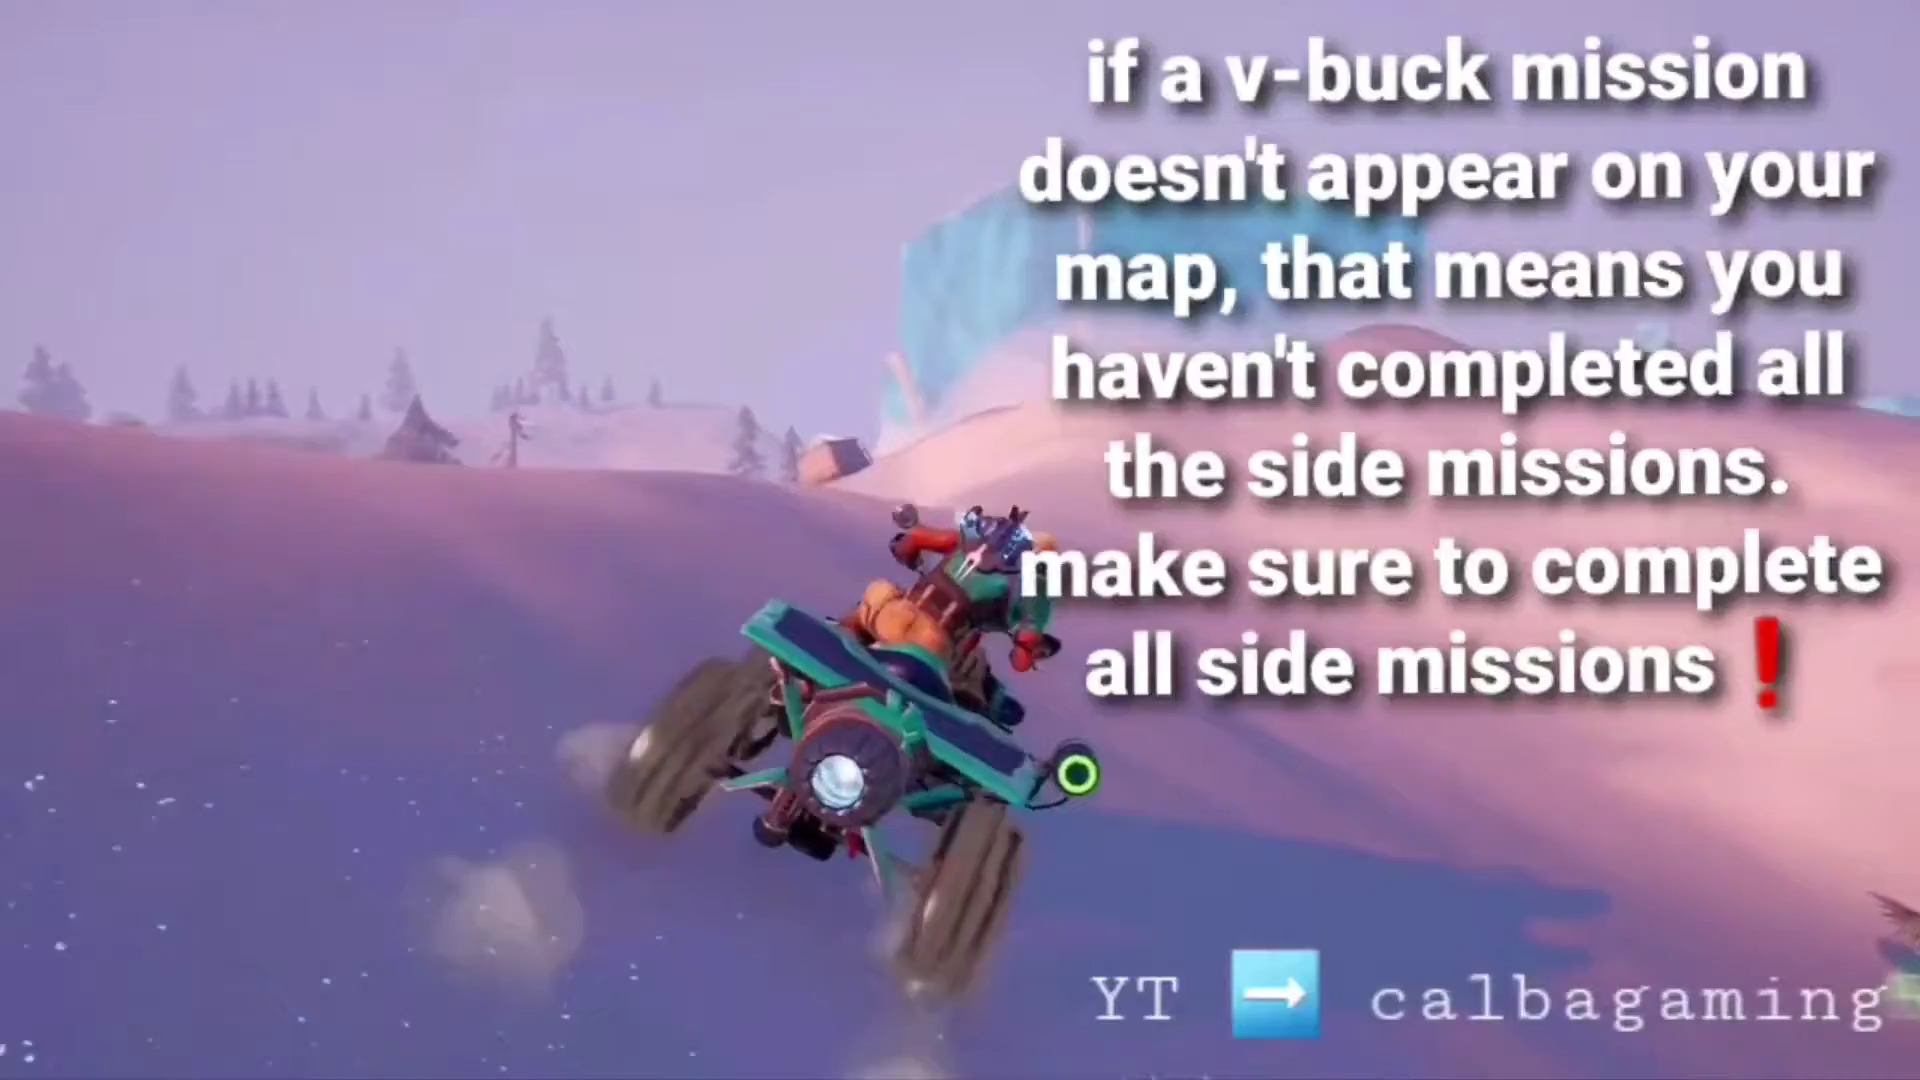 if a v-buck mission
doesn't appear on your
map, that means you
haven't completed all
the side missions.
make sure to complete
all side missions❗
YT ➡ calbagaming